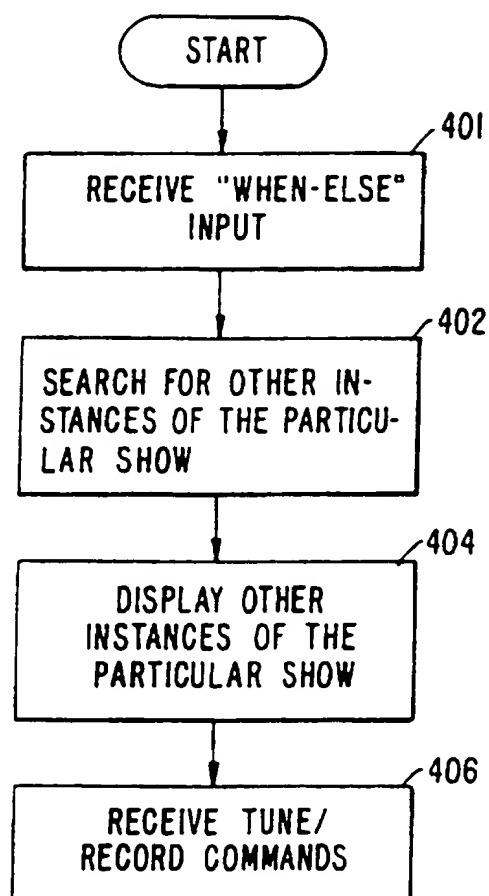 START
401
RECEIVE "WHEN-ELSE"
INPUT
402
SEARCH FOR OTHER IN-
STANCES OF THE PARTICU-
LAR SHOW
404
DISPLAY OTHER
INSTANCES OF THE
PARTICULAR SHOW
406
RECEIVE TUNE/
RECORD COMMANDS